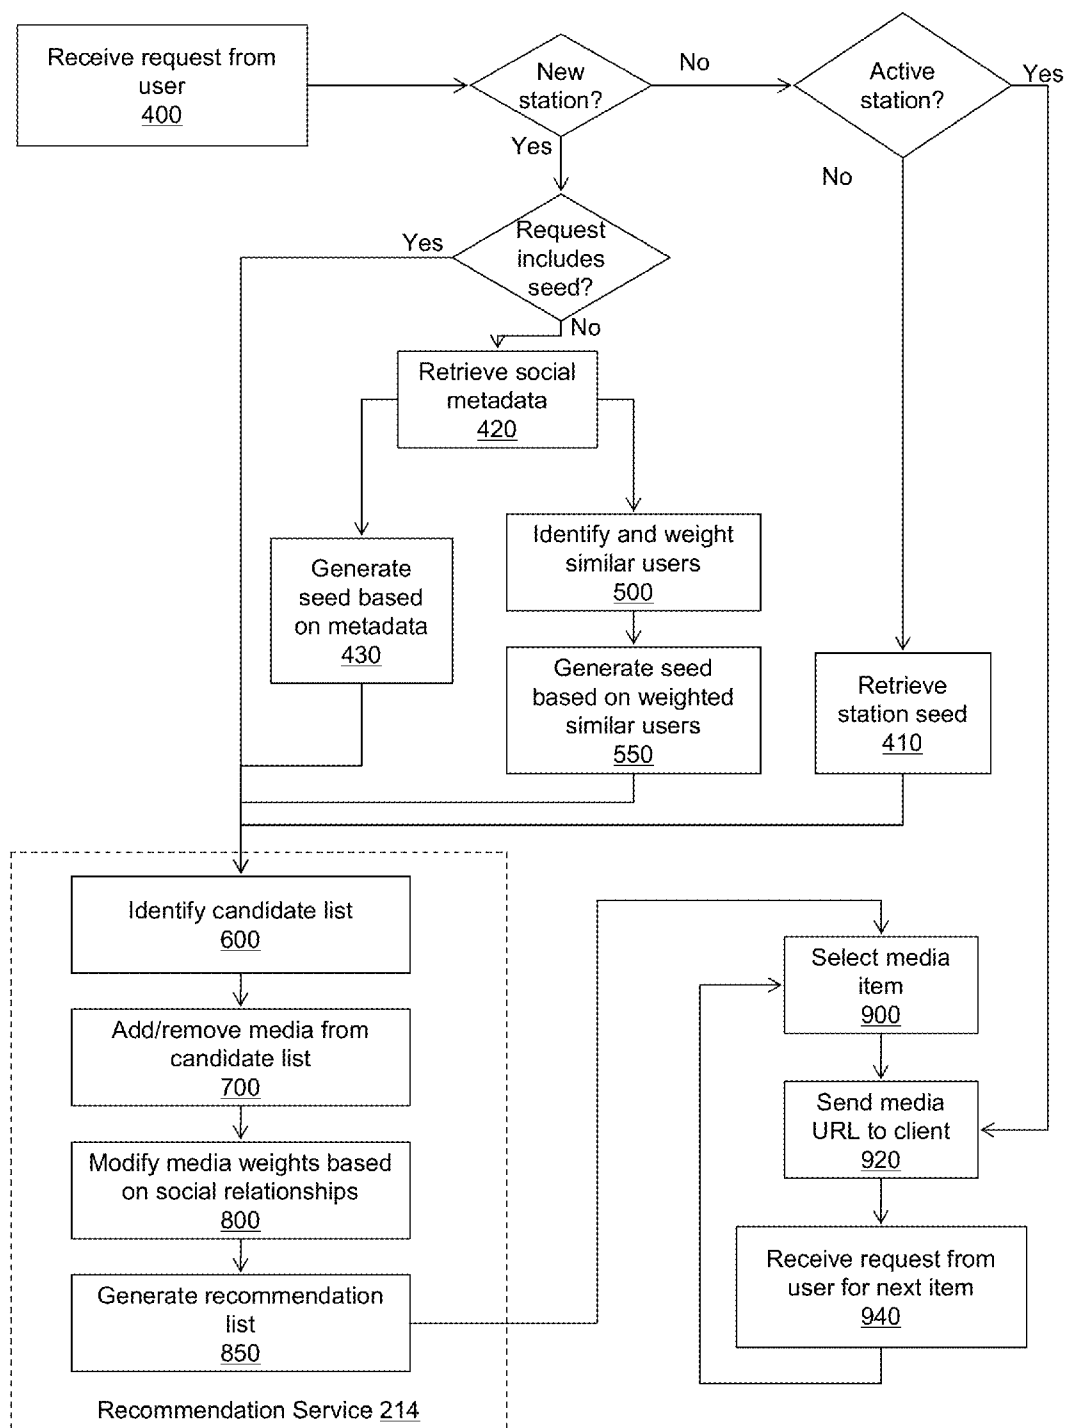 Receive request from
user
400
New
station?
No
Active
station?
Yes
Yes
No
Request
includes
seed?
Yes
No
Retrieve social
metadata
420
Identify and weight
similar users
500
Generate
seed based
on metadata
430
Generate seed
based on weighted
similar users
550
Retrieve
station seed
410
Identify candidate list
600
Add/remove media from
candidate list
700
Modify media weights based
on social relationships
800
Generate recommendation
list
850
Recommendation Service 214
Select media
item
900
Send media
URL to client
920
Receive request from
user for next item
940